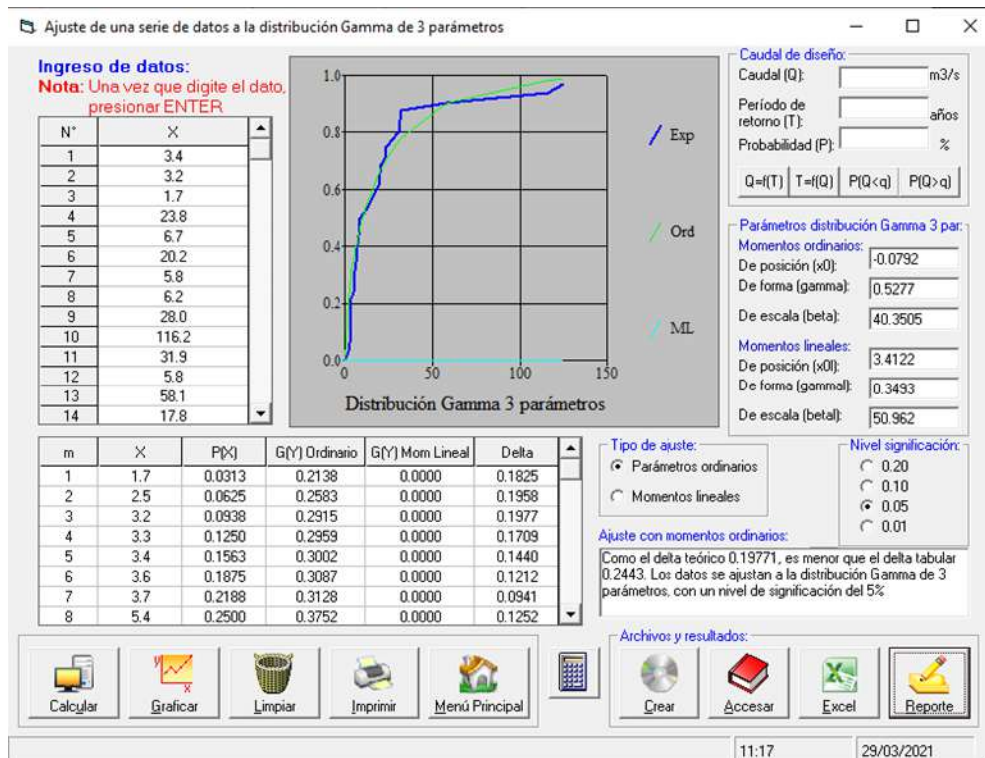 Ajuste de una serie de datos a la distribución Gamma de 3 parámetros
Ingreso de datos:
Nota: Una vez que digite el dato,
presionar ENTER
N° X
1 3.4
2 3.2
3 1.7
4 23.8
5 6.7
6 20.2
7 5.8
8 6.2
9 28.0
10 116.2
11 31.9
12 5.8
13 58.1
14 17.8
1.0
0.8
0.6
0.4
0.2
0.0
0 50 100 150
Exp
Ord
ML
Distribución Gamma 3 parámetros
Caudal de diseño:
Caudal (Q): m3/s
Período de
retorno (T): años
Probabilidad (P): %
Q=f(T) T=f(Q) P(Q<q) P(Q>q)
Parámetros distribución Gamma 3 par:
Momentos ordinarios:
De posición (x0): -0.0792
De forma (gamma): 0.5277
De escala (beta): 40.3505
Momentos lineales:
De posición (x0l): 3.4122
De forma (gammal): 0.3493
De escala (betal): 50.962
m X P(X) G(Y) Ordinario G(Y) Mom Lineal Delta
1 1.7 0.0313 0.2138 0.0000 0.1825
2 2.5 0.0625 0.2583 0.0000 0.1958
3 3.2 0.0938 0.2915 0.0000 0.1977
4 3.3 0.1250 0.2959 0.0000 0.1709
5 3.4 0.1563 0.3002 0.0000 0.1440
6 3.6 0.1875 0.3087 0.0000 0.1212
7 3.7 0.2188 0.3128 0.0000 0.0941
8 5.4 0.2500 0.3752 0.0000 0.1252
Tipo de ajuste:
Parámetros ordinarios
Momentos lineales
Nivel significación:
0.20
0.10
0.05
0.01
Ajuste con momentos ordinarios:
Como el delta teórico 0.19771, es menor que el delta tabular
0.2443. Los datos se ajustan a la distribución Gamma de 3
parámetros, con un nivel de significación del 5%
Calcular Graficar Limpiar Imprimir Menú Principal
Archivos y resultados:
Crear Accesar Excel Reporte
11:17 29/03/2021